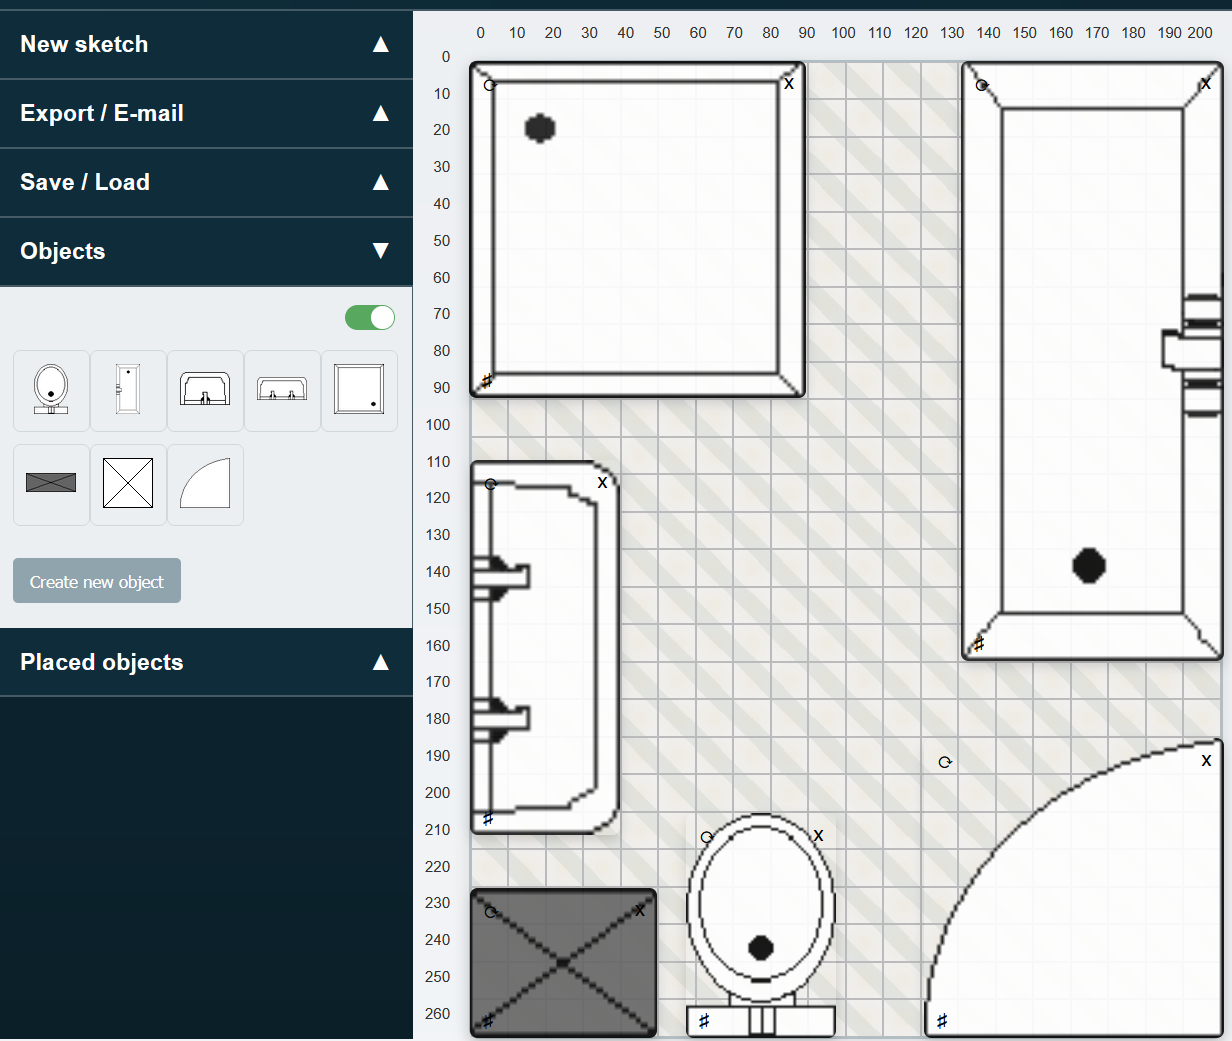 New sketch ▲
Export / E-mail ▲
Save / Load ▲
Objects ▼
Create new object
Placed objects ▲
0 10 20 30 40 50 60 70 80 90 100 110 120 130 140 150 160 170 180 190 200
0
10
20
30
40
50
60
70
80
90
100
110
120
130
140
150
160
170
180
190
200
210
220
230
240
250
260
⟳ x
♯
⟳ x
♯
⟳ x
♯
⟳ x
♯
⟳ x
♯
⟳ x
♯